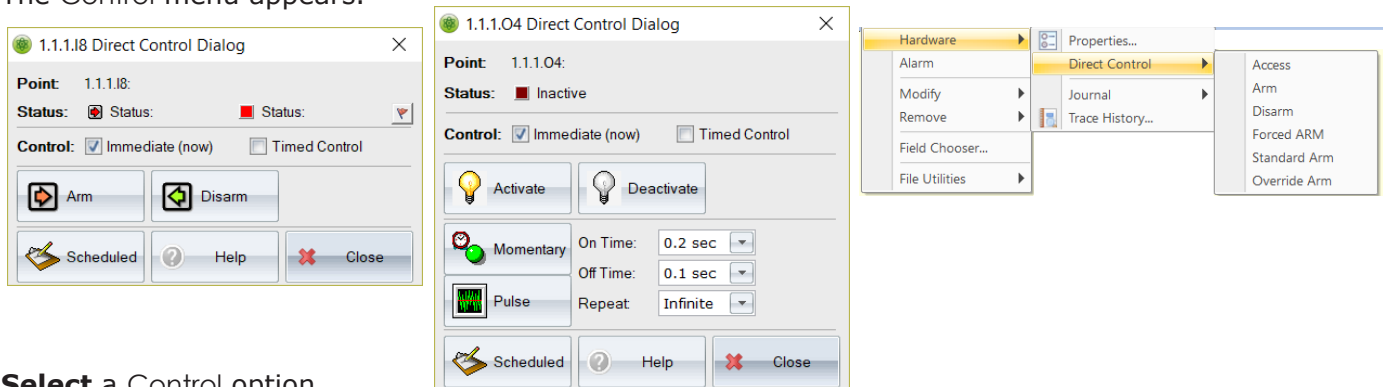 The Control menu appears.
1.1.1.I8 Direct Control Dialog
Point: 1.1.1.I8:
Status: Status: Status:
Control: Immediate (now) Timed Control
Arm Disarm
Scheduled Help Close
1.1.1.O4 Direct Control Dialog
Point: 1.1.1.O4:
Status: Inactive
Control: Immediate (now) Timed Control
Activate Deactivate
Momentary On Time: 0.2 sec
Off Time: 0.1 sec
Pulse Repeat: Infinite
Scheduled Help Close
Hardware
Alarm
Modify
Remove
Field Chooser...
File Utilities
Properties...
Direct Control
Journal
Trace History...
Access
Arm
Disarm
Forced ARM
Standard Arm
Override Arm
Select a Control option